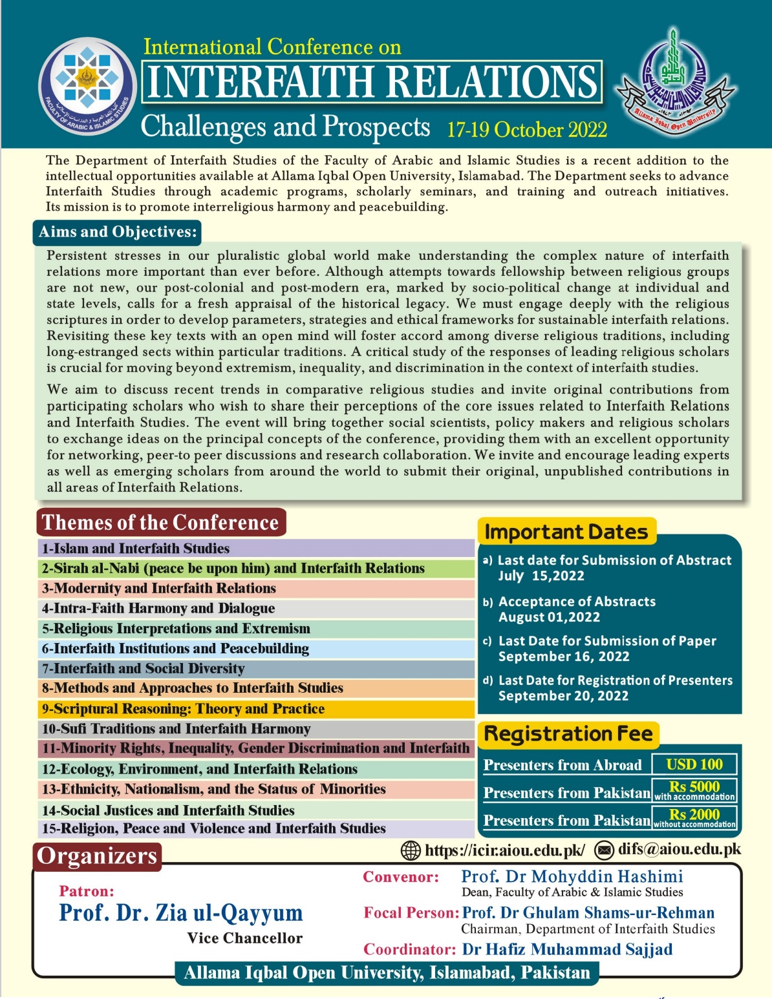 International Conference on
INTERFAITH RELATIONS
Challenges and Prospects 17-19 October 2022
FACULTY OF ARABIC & ISLAMIC STUDIES
Allama Iqbal Open University
The Department of Interfaith Studies of the Faculty of Arabic and Islamic Studies is a recent addition to the
intellectual opportunities available at Allama Iqbal Open University, Islamabad. The Department seeks to advance
Interfaith Studies through academic programs, scholarly seminars, and training and outreach initiatives.
Its mission is to promote interreligious harmony and peacebuilding.
Aims and Objectives:
Persistent stresses in our pluralistic global world make understanding the complex nature of interfaith
relations more important than ever before. Although attempts towards fellowship between religious groups
are not new, our post-colonial and post-modern era, marked by socio-political change at individual and
state levels, calls for a fresh appraisal of the historical legacy. We must engage deeply with the religious
scriptures in order to develop parameters, strategies and ethical frameworks for sustainable interfaith relations.
Revisiting these key texts with an open mind will foster accord among diverse religious traditions, including
long-estranged sects within particular traditions. A critical study of the responses of leading religious scholars
is crucial for moving beyond extremism, inequality, and discrimination in the context of interfaith studies.
We aim to discuss recent trends in comparative religious studies and invite original contributions from
participating scholars who wish to share their perceptions of the core issues related to Interfaith Relations
and Interfaith Studies. The event will bring together social scientists, policy makers and religious scholars
to exchange ideas on the principal concepts of the conference, providing them with an excellent opportunity
for networking, peer-to peer discussions and research collaboration. We invite and encourage leading experts
as well as emerging scholars from around the world to submit their original, unpublished contributions in
all areas of Interfaith Relations.
Themes of the Conference
1-Islam and Interfaith Studies
2-Sirah al-Nabi (peace be upon him) and Interfaith Relations
3-Modernity and Interfaith Relations
4-Intra-Faith Harmony and Dialogue
5-Religious Interpretations and Extremism
6-Interfaith Institutions and Peacebuilding
7-Interfaith and Social Diversity
8-Methods and Approaches to Interfaith Studies
9-Scriptural Reasoning: Theory and Practice
10-Sufi Traditions and Interfaith Harmony
11-Minority Rights, Inequality, Gender Discrimination and Interfaith
12-Ecology, Environment, and Interfaith Relations
13-Ethnicity, Nationalism, and the Status of Minorities
14-Social Justices and Interfaith Studies
15-Religion, Peace and Violence and Interfaith Studies
Important Dates
a) Last date for Submission of Abstract
July 15,2022
b) Acceptance of Abstracts
August 01,2022
c) Last Date for Submission of Paper
September 16, 2022
d) Last Date for Registration of Presenters
September 20, 2022
Registration Fee
Presenters from Abroad USD 100
Presenters from Pakistan Rs 5000
with accommodation
Presenters from Pakistan Rs 2000
without accommodation
https://icir.aiou.edu.pk/ difs@aiou.edu.pk
Organizers
Patron:
Prof. Dr. Zia ul-Qayyum
Vice Chancellor
Convenor: Prof. Dr Mohyddin Hashimi
Dean, Faculty of Arabic & Islamic Studies
Focal Person: Prof. Dr Ghulam Shams-ur-Rehman
Chairman, Department of Interfaith Studies
Coordinator: Dr Hafiz Muhammad Sajjad
Allama Iqbal Open University, Islamabad, Pakistan